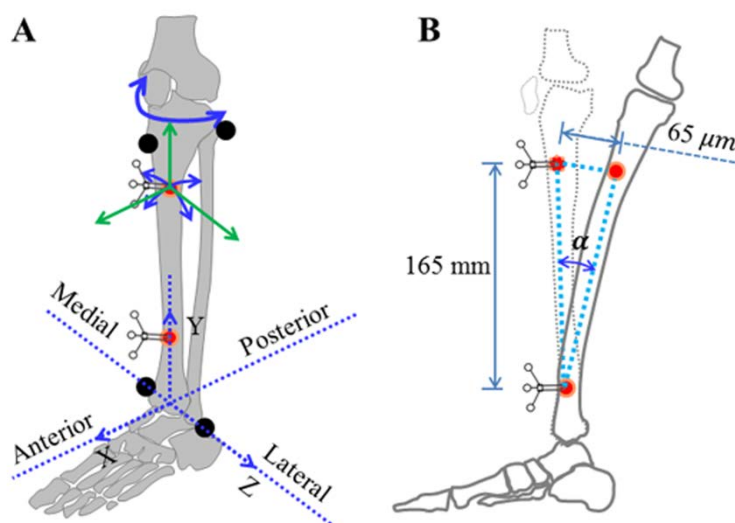 A
Medial
Y
Posterior
Anterior
X
Lateral
Z
B
65 μm
α
165 mm